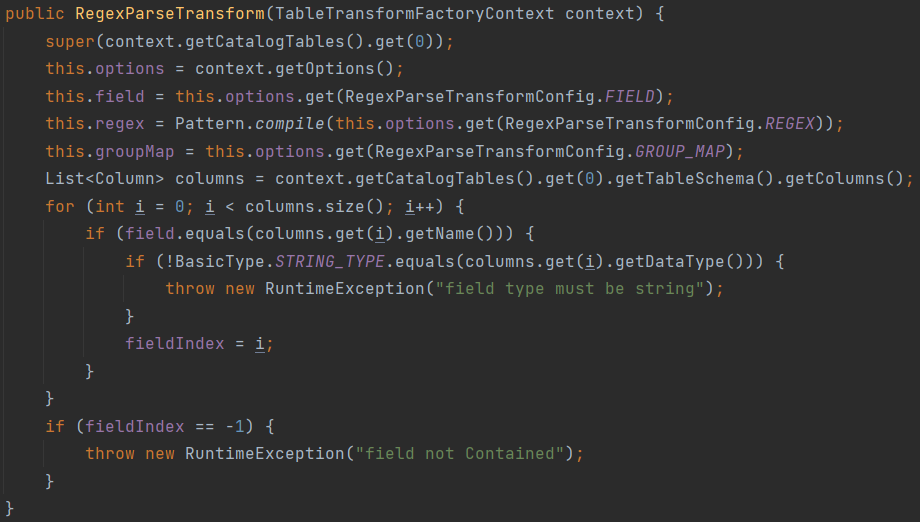 public RegexParseTransform(TableTransformFactoryContext context) {
    super(context.getCatalogTables().get(0));
    this.options = context.getOptions();
    this.field = this.options.get(RegexParseTransformConfig.FIELD);
    this.regex = Pattern.compile(this.options.get(RegexParseTransformConfig.REGEX));
    this.groupMap = this.options.get(RegexParseTransformConfig.GROUP_MAP);
    List<Column> columns = context.getCatalogTables().get(0).getTableSchema().getColumns();
    for (int i = 0; i < columns.size(); i++) {
        if (field.equals(columns.get(i).getName())) {
            if (!BasicType.STRING_TYPE.equals(columns.get(i).getDataType())) {
                throw new RuntimeException("field type must be string");
            }
            fieldIndex = i;
        }
    }
    if (fieldIndex == -1) {
        throw new RuntimeException("field not Contained");
    }
}